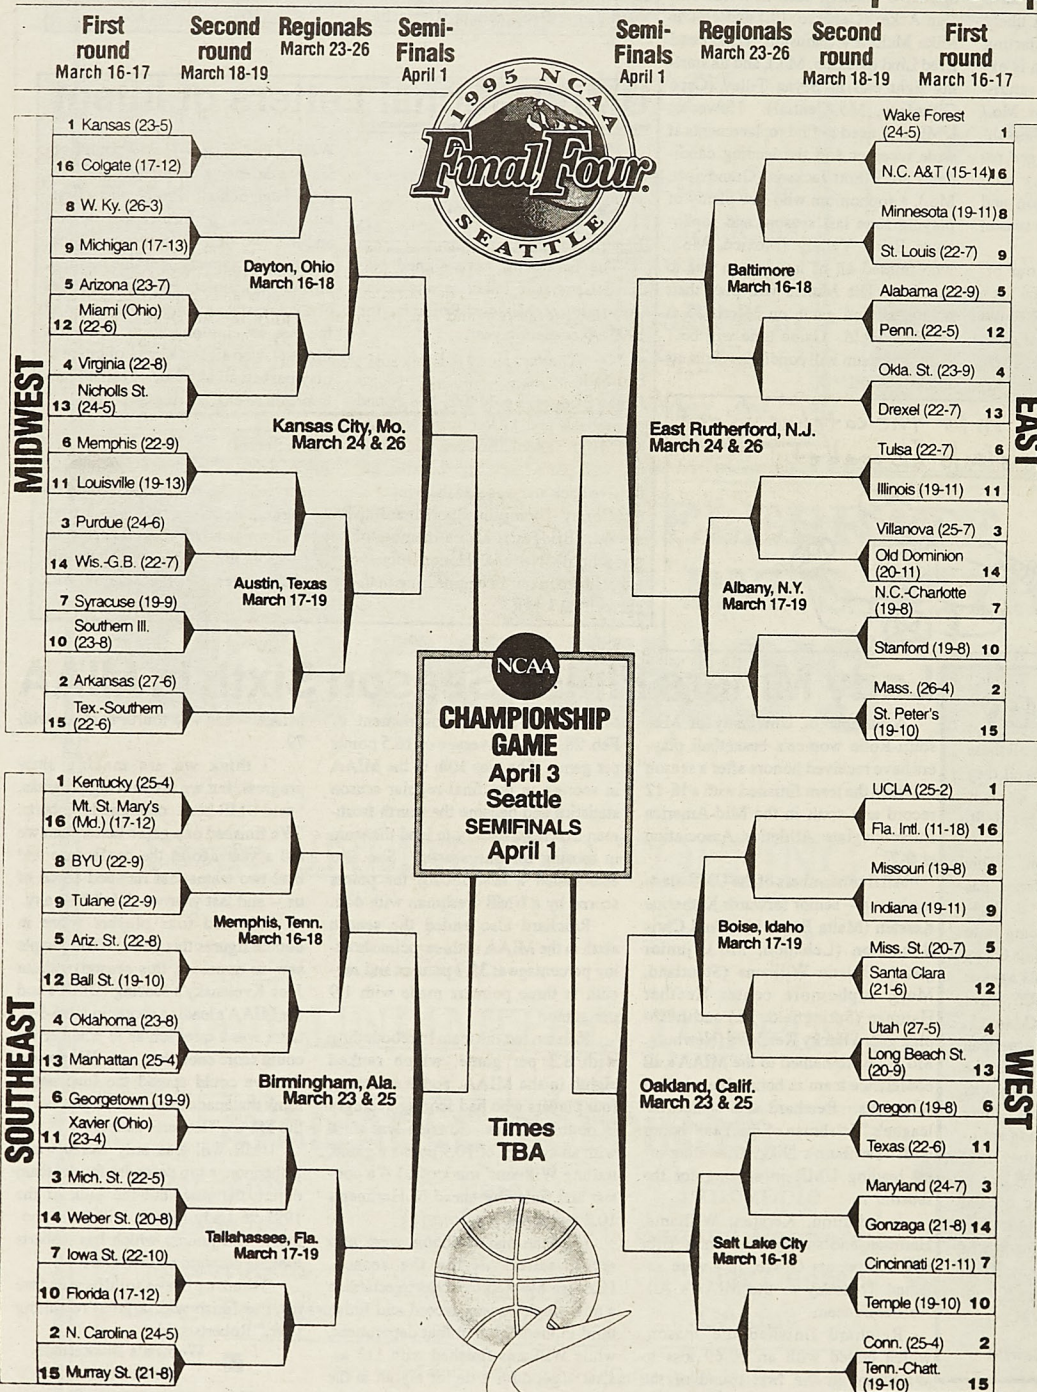 First
round
March 16-17
Second
round
March 18-19
Regionals
March 23-26
Semi-
Finals
April 1
Semi-
Finals
April 1
Regionals
March 23-26
Second
round
March 18-19
First
round
March 16-17
1995 NCAA
Final Four®
SEATTLE
MIDWEST
1 Kansas (23-5)
16 Colgate (17-12)
8 W. Ky. (26-3)
9 Michigan (17-13)
5 Arizona (23-7)
Miami (Ohio)
12 (22-6)
4 Virginia (22-8)
Nicholls St.
13 (24-5)
6 Memphis (22-9)
11 Louisville (19-13)
3 Purdue (24-6)
14 Wis.-G.B. (22-7)
7 Syracuse (19-9)
Southern Ill.
10 (23-8)
2 Arkansas (27-6)
Tex.-Southern
15 (22-6)
Dayton, Ohio
March 16-18
Kansas City, Mo.
March 24 & 26
Austin, Texas
March 17-19
EAST
Wake Forest
(24-5) 1
N.C. A&T (15-14) 16
Minnesota (19-11) 8
St. Louis (22-7) 9
Alabama (22-9) 5
Penn. (22-5) 12
Okla. St. (23-9) 4
Drexel (22-7) 13
Tulsa (22-7) 6
Illinois (19-11) 11
Villanova (25-7) 3
Old Dominion
(20-11) 14
N.C.-Charlotte
(19-8) 7
Stanford (19-8) 10
Mass. (26-4) 2
St. Peter's
(19-10) 15
Baltimore
March 16-18
East Rutherford, N.J.
March 24 & 26
Albany, N.Y.
March 17-19
NCAA
CHAMPIONSHIP
GAME
April 3
Seattle
SEMIFINALS
April 1
SOUTHEAST
1 Kentucky (25-4)
Mt. St. Mary's
16 (Md.) (17-12)
8 BYU (22-9)
9 Tulane (22-9)
5 Ariz. St. (22-8)
12 Ball St. (19-10)
4 Oklahoma (23-8)
13 Manhattan (25-4)
6 Georgetown (19-9)
Xavier (Ohio)
11 (23-4)
3 Mich. St. (22-5)
14 Weber St. (20-8)
7 Iowa St. (22-10)
10 Florida (17-12)
2 N. Carolina (24-5)
15 Murray St. (21-8)
Memphis, Tenn.
March 16-18
Birmingham, Ala.
March 23 & 25
Tallahassee, Fla.
March 17-19
Times
TBA
WEST
UCLA (25-2) 1
Fla. Intl. (11-18) 16
Missouri (19-8) 8
Indiana (19-11) 9
Miss. St. (20-7) 5
Santa Clara
(21-6) 12
Utah (27-5) 4
Long Beach St.
(20-9) 13
Oregon (19-8) 6
Texas (22-6) 11
Maryland (24-7) 3
Gonzaga (21-8) 14
Cincinnati (21-11) 7
Temple (19-10) 10
Conn. (25-4) 2
Tenn.-Chatt.
(19-10) 15
Boise, Idaho
March 17-19
Oakland, Calif.
March 23 & 25
Salt Lake City
March 16-18